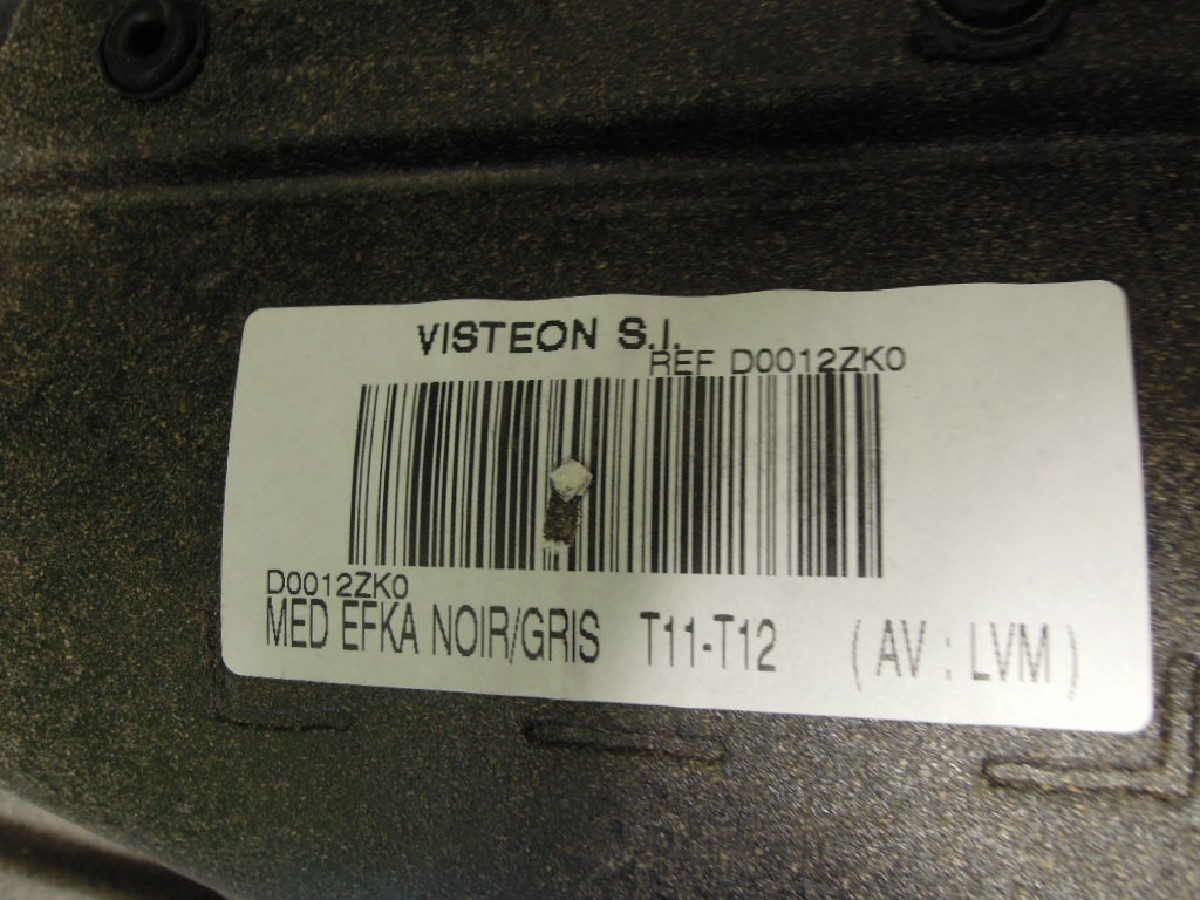 VISTEON S.I.
REF D0012ZK0
D0012ZK0
MED EFKA NOIR/GRIS T11-T12 ( AV : LVM )